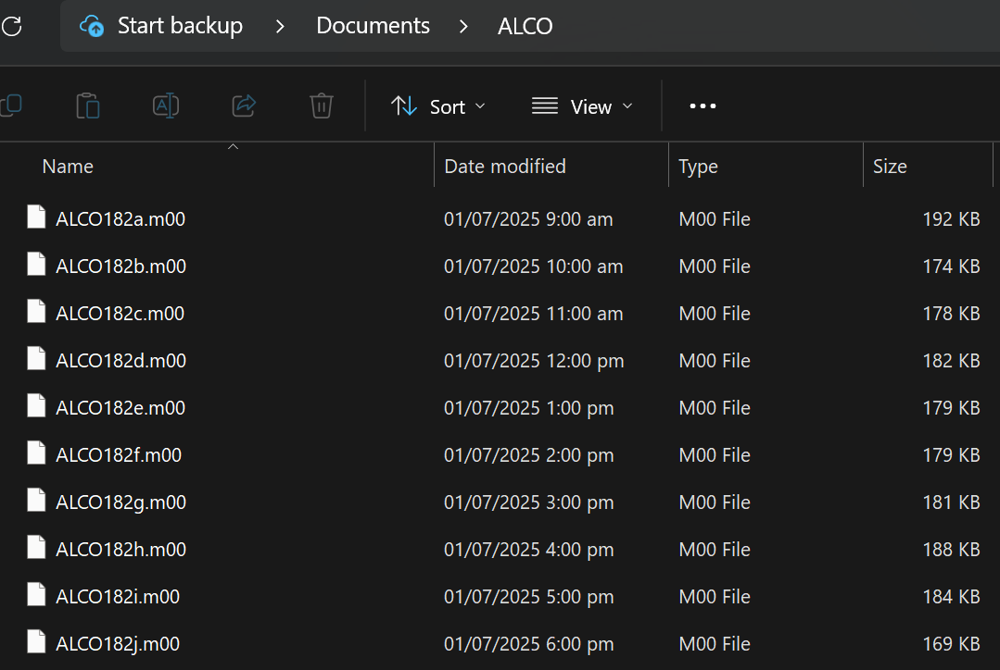 Start backup > Documents > ALCO
Sort View •••
Name Date modified Type Size
ALCO182a.m00 01/07/2025 9:00 am M00 File 192 KB
ALCO182b.m00 01/07/2025 10:00 am M00 File 174 KB
ALCO182c.m00 01/07/2025 11:00 am M00 File 178 KB
ALCO182d.m00 01/07/2025 12:00 pm M00 File 182 KB
ALCO182e.m00 01/07/2025 1:00 pm M00 File 179 KB
ALCO182f.m00 01/07/2025 2:00 pm M00 File 179 KB
ALCO182g.m00 01/07/2025 3:00 pm M00 File 181 KB
ALCO182h.m00 01/07/2025 4:00 pm M00 File 188 KB
ALCO182i.m00 01/07/2025 5:00 pm M00 File 184 KB
ALCO182j.m00 01/07/2025 6:00 pm M00 File 169 KB